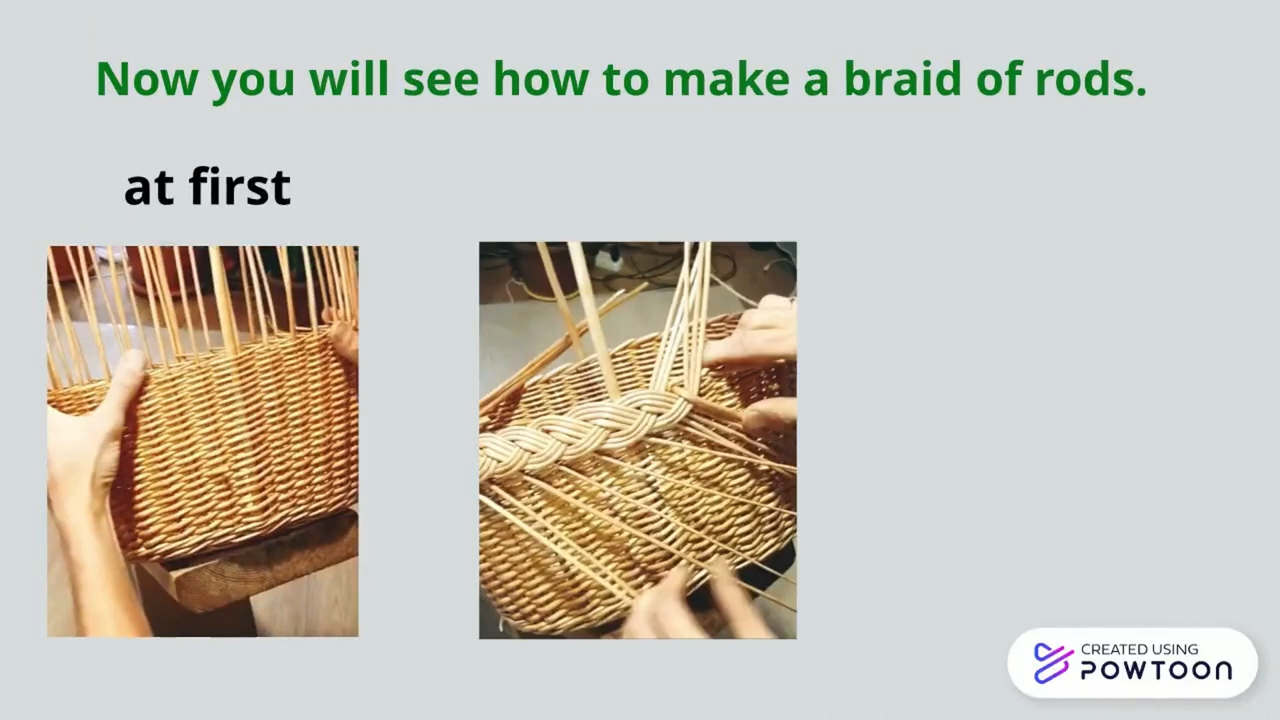 Now you will see how to make a braid of rods.
at first
CREATED USING
POWTOON